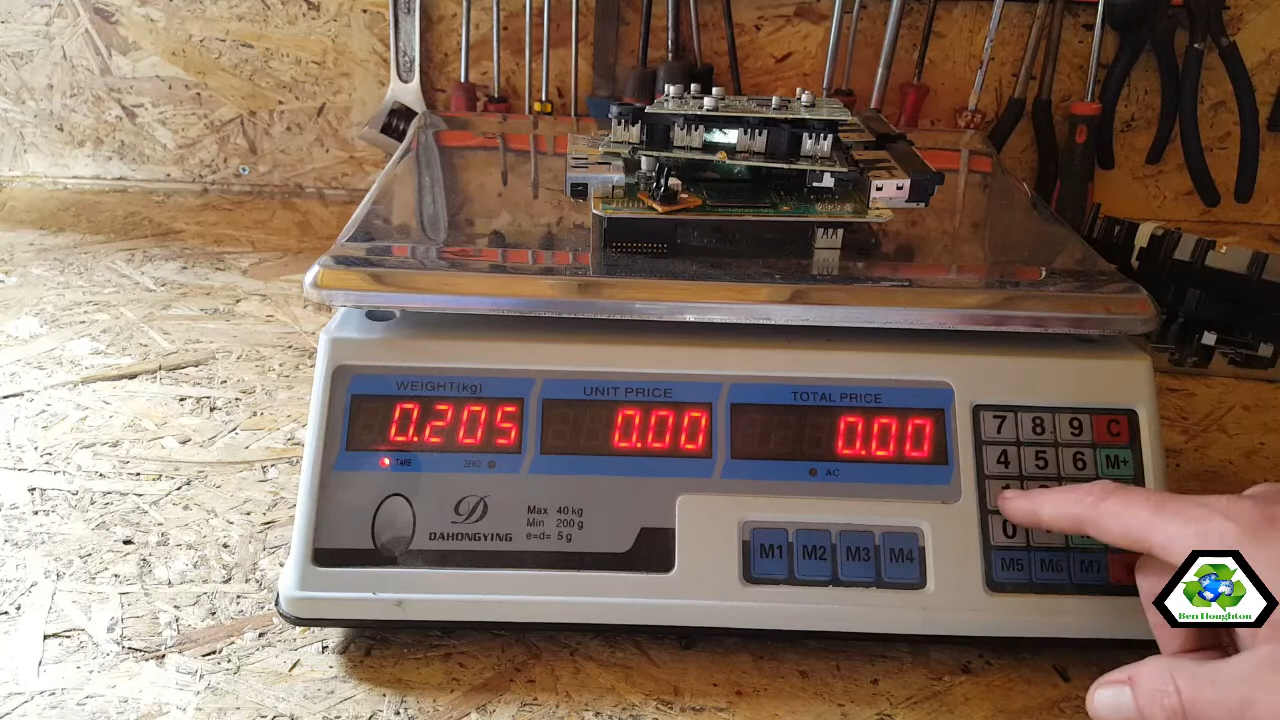 WEIGHT(kg)
UNIT PRICE
TOTAL PRICE
0.205
0.00
0.00
TARE
ZERO
AC
7 8 9 C
4 5 6 M+
1
0
M5 M6 M7
D
DAHONGYING
Max 40 kg
Min 200 g
e=d= 5 g
M1 M2 M3 M4
Ben Houghton